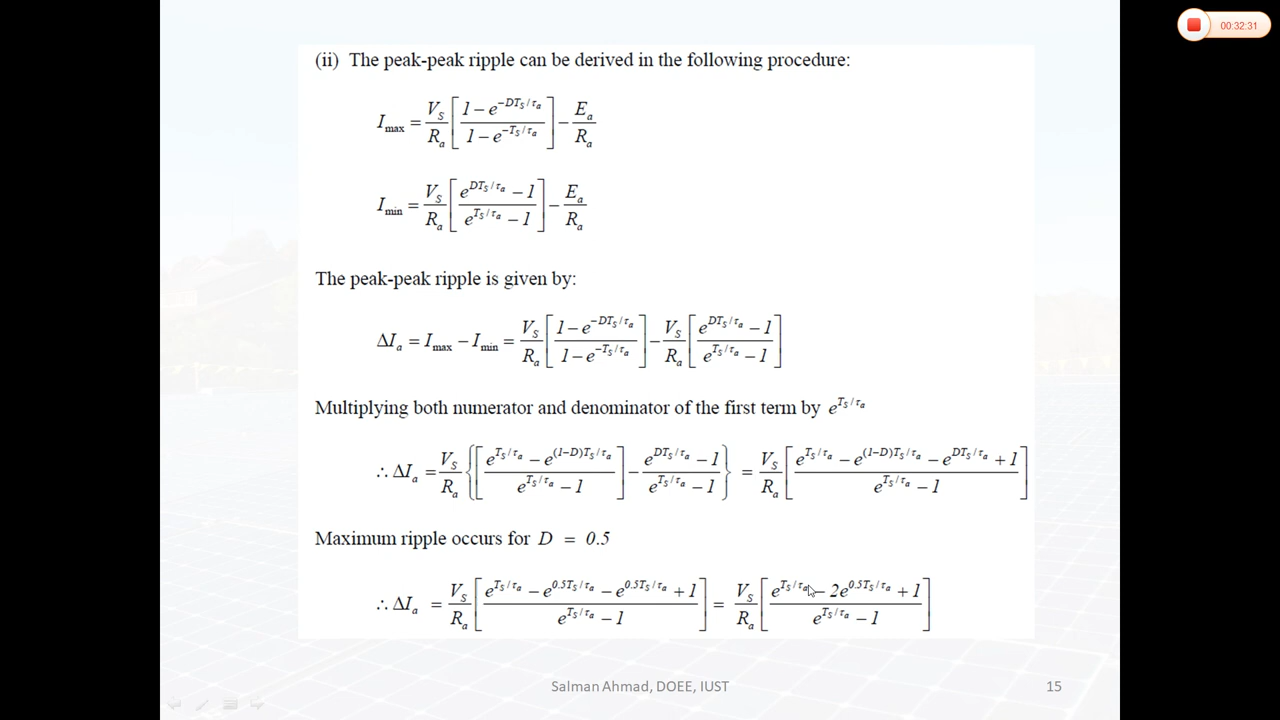 00:32:31
(ii) The peak-peak ripple can be derived in the following procedure:
I_max = V_S/R_a [ (1 − e^(−DT_S/τ_a)) / (1 − e^(−T_S/τ_a)) ] − E_a/R_a
I_min = V_S/R_a [ (e^(DT_S/τ_a) − 1) / (e^(T_S/τ_a) − 1) ] − E_a/R_a
The peak-peak ripple is given by:
ΔI_a = I_max − I_min = V_S/R_a [ (1 − e^(−DT_S/τ_a)) / (1 − e^(−T_S/τ_a)) ] − V_S/R_a [ (e^(DT_S/τ_a) − 1) / (e^(T_S/τ_a) − 1) ]
Multiplying both numerator and denominator of the first term by e^(T_S/τ_a)
∴ ΔI_a = V_S/R_a { [ (e^(T_S/τ_a) − e^((1−D)T_S/τ_a)) / (e^(T_S/τ_a) − 1) ] − (e^(DT_S/τ_a) − 1) / (e^(T_S/τ_a) − 1) } = V_S/R_a [ (e^(T_S/τ_a) − e^((1−D)T_S/τ_a) − e^(DT_S/τ_a) + 1) / (e^(T_S/τ_a) − 1) ]
Maximum ripple occurs for D = 0.5
∴ ΔI_a = V_S/R_a [ (e^(T_S/τ_a) − e^(0.5T_S/τ_a) − e^(0.5T_S/τ_a) + 1) / (e^(T_S/τ_a) − 1) ] = V_S/R_a [ (e^(T_S/τ_a) − 2e^(0.5T_S/τ_a) + 1) / (e^(T_S/τ_a) − 1) ]
Salman Ahmad, DOEE, IUST
15